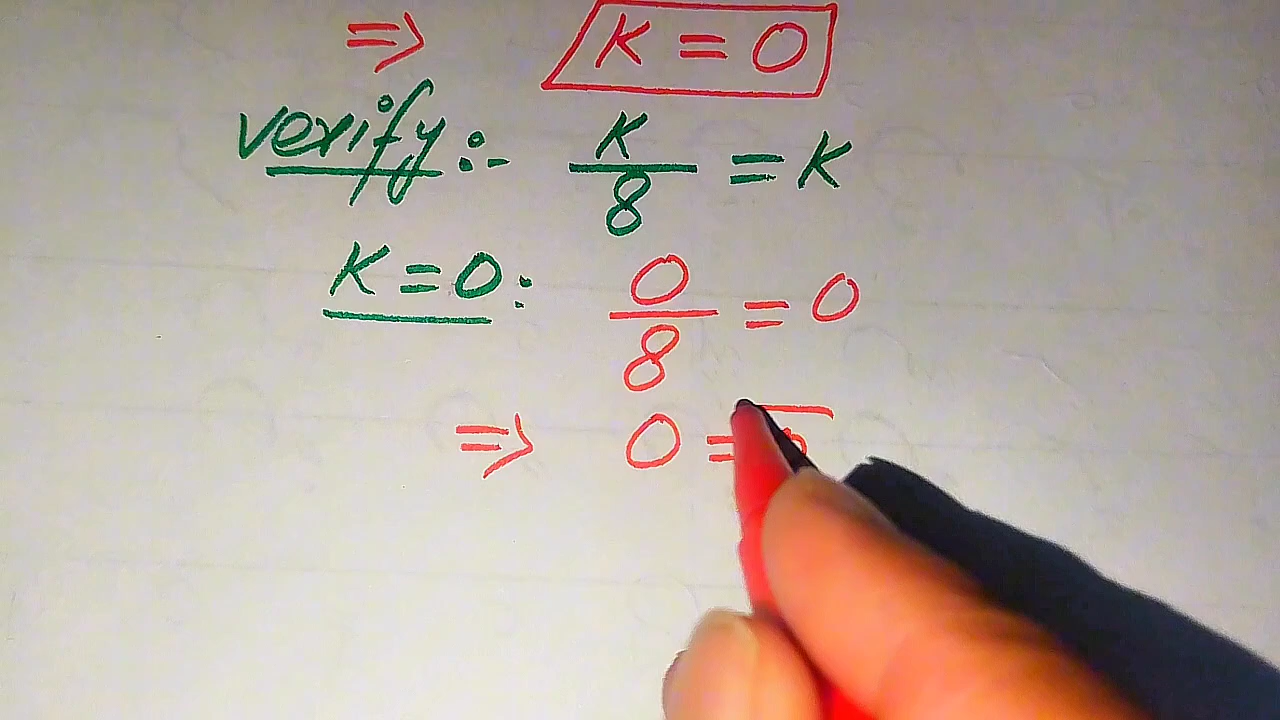 => K = 0
verify :- K/8 = K
K = 0 : 0/8 = 0
=> 0 =